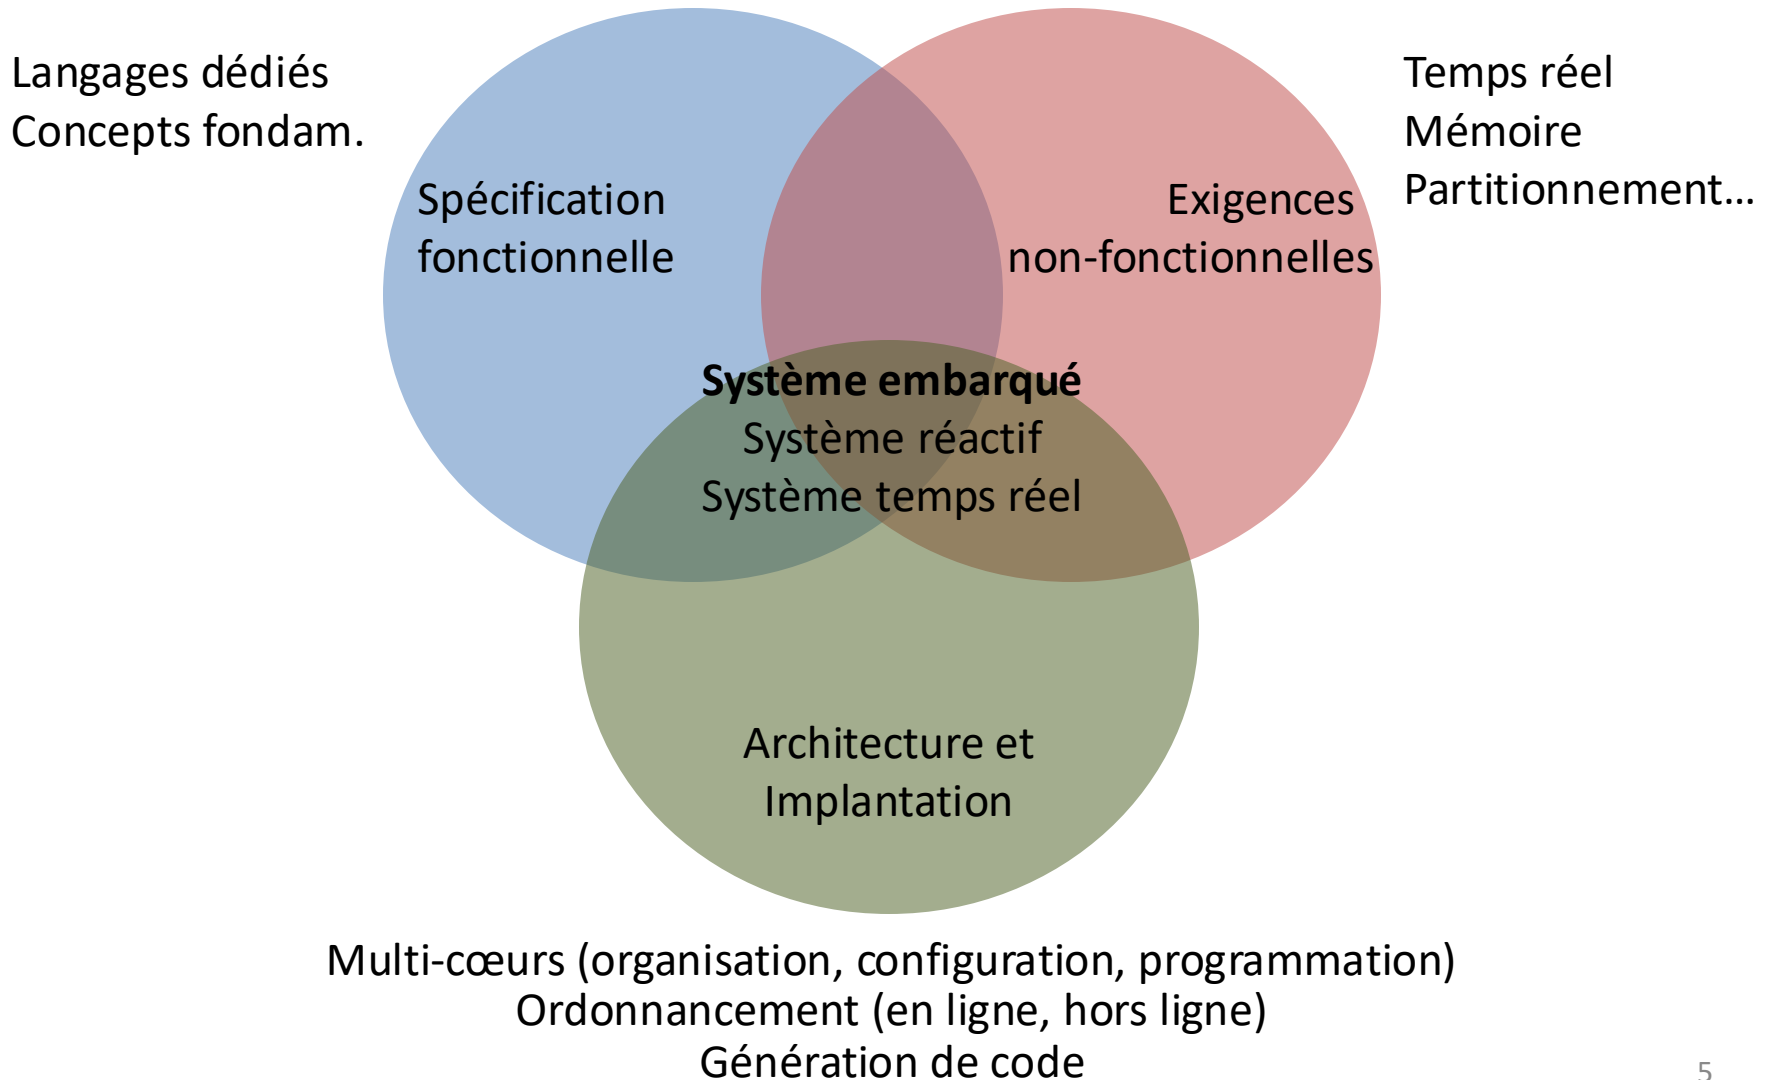 Langages dédiés
Concepts fondam.
Temps réel
Mémoire
Partitionnement...
Spécification
fonctionnelle
Exigences
non-fonctionnelles
Système embarqué
Système réactif
Système temps réel
Architecture et
Implantation
Multi-cœurs (organisation, configuration, programmation)
Ordonnancement (en ligne, hors ligne)
Génération de code
5